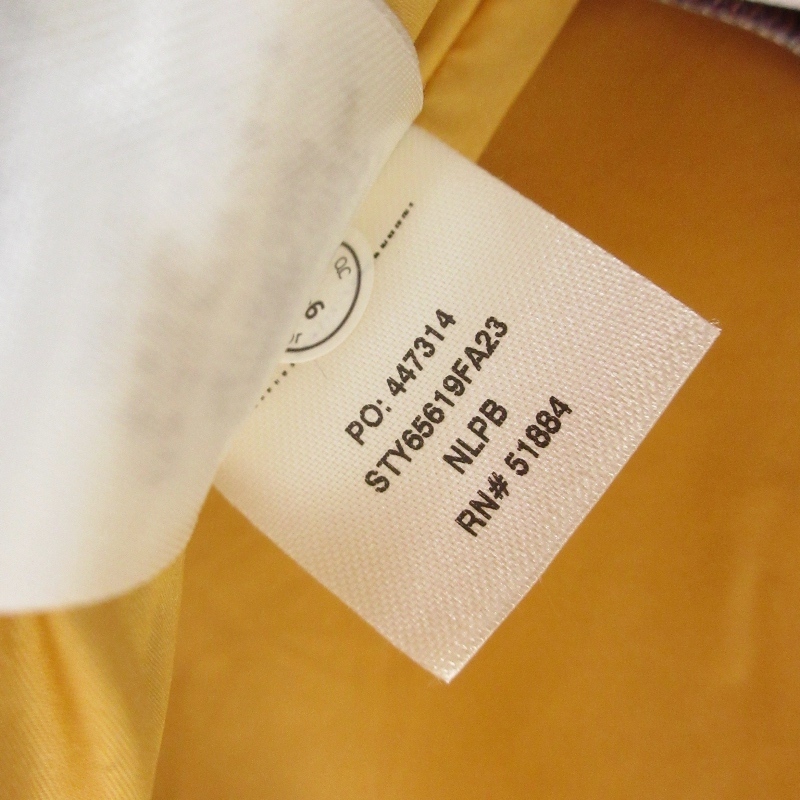 PO: 447314
STY65619FA23
NLPB
RN# 51884